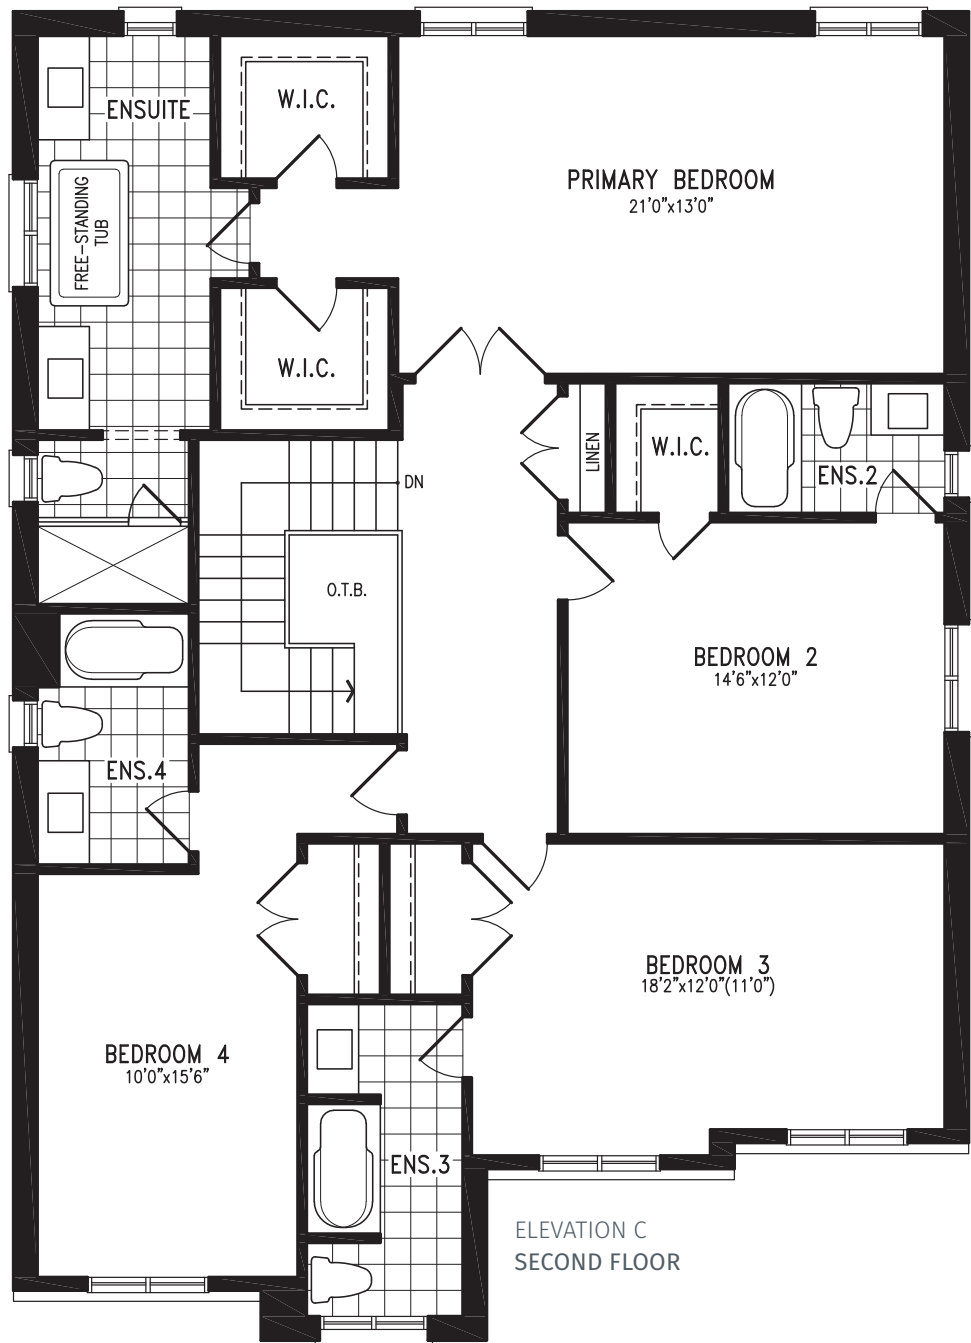 ENSUITE
W.I.C.
PRIMARY BEDROOM
21'0"x13'0"
FREE-STANDING
TUB
W.I.C.
LINEN
W.I.C.
ENS.2
DN
O.T.B.
BEDROOM 2
14'6"x12'0"
ENS.4
BEDROOM 3
18'2"x12'0"(11'0")
BEDROOM 4
10'0"x15'6"
ENS.3
ELEVATION C
SECOND FLOOR